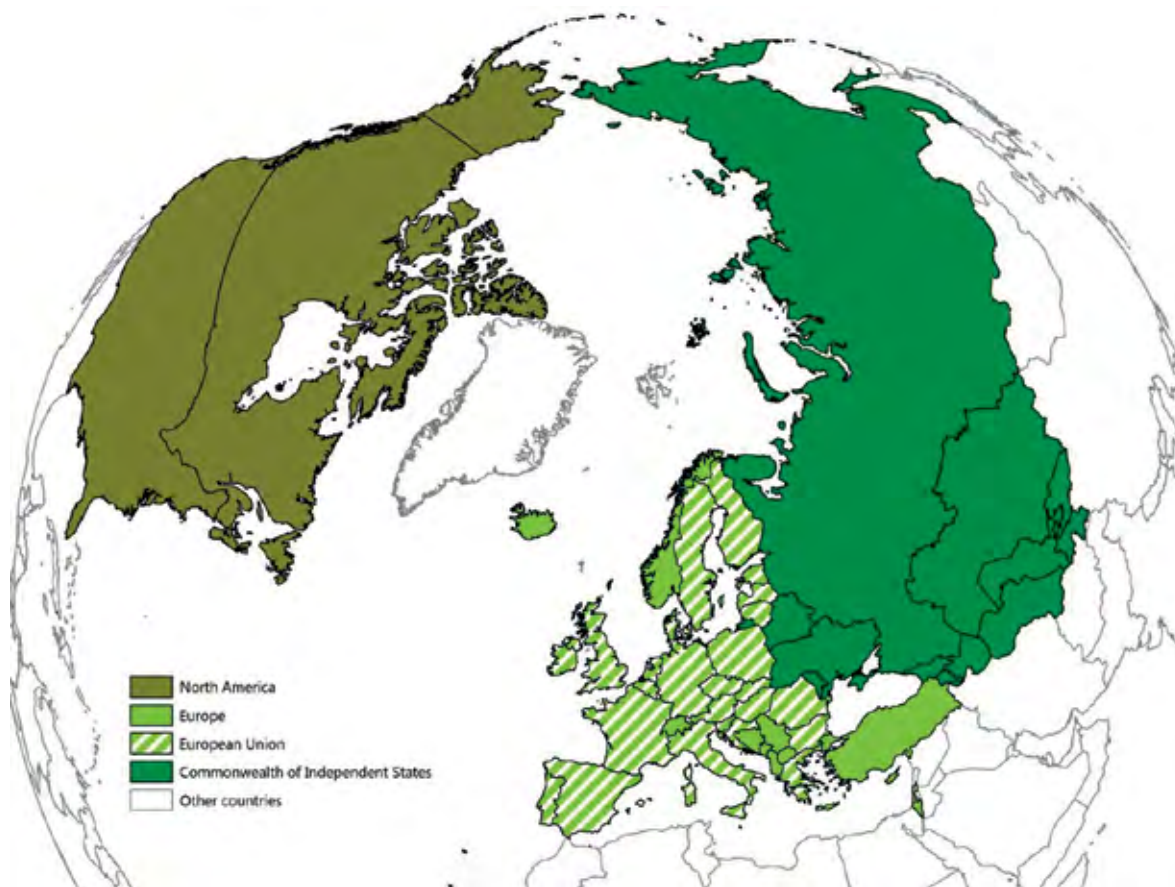 North America
Europe
European Union
Commonwealth of Independent States
Other countries